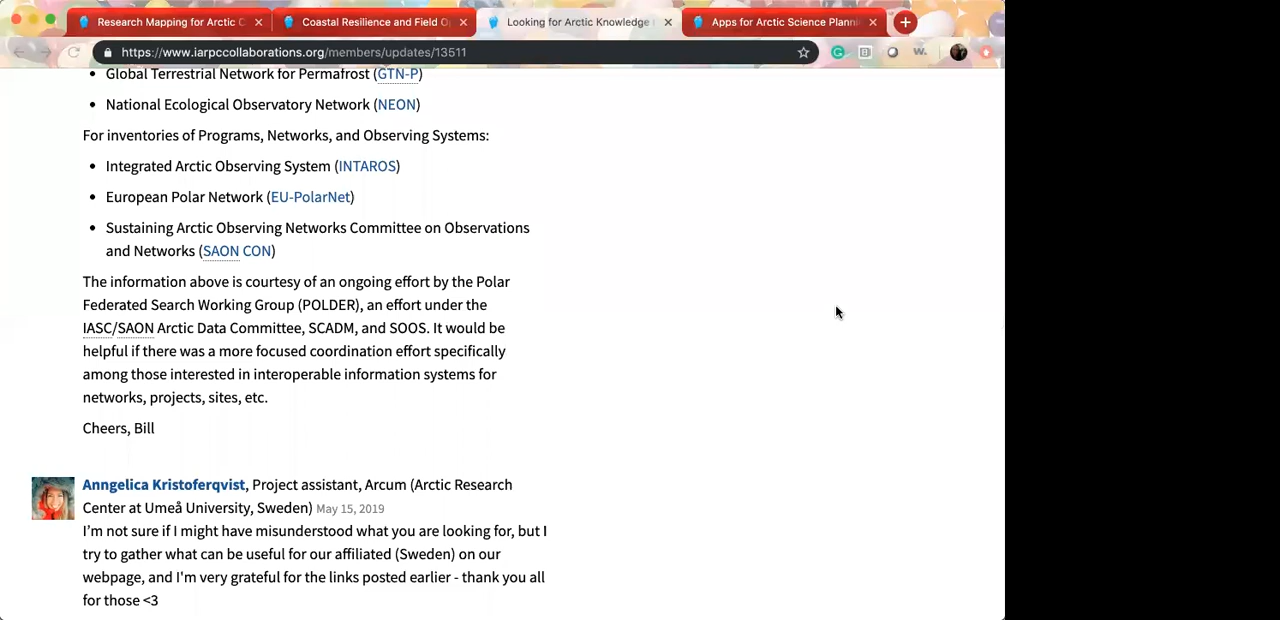 Research Mapping for Arctic C
Coastal Resilience and Field O
Looking for Arctic Knowledge
Apps for Arctic Science Planni
https://www.iarpccollaborations.org/members/updates/13511
W.
• Global Terrestrial Network for Permafrost (GTN-P)
• National Ecological Observatory Network (NEON)
For inventories of Programs, Networks, and Observing Systems:
• Integrated Arctic Observing System (INTAROS)
• European Polar Network (EU-PolarNet)
• Sustaining Arctic Observing Networks Committee on Observations
and Networks (SAON CON)
The information above is courtesy of an ongoing effort by the Polar
Federated Search Working Group (POLDER), an effort under the
IASC/SAON Arctic Data Committee, SCADM, and SOOS. It would be
helpful if there was a more focused coordination effort specifically
among those interested in interoperable information systems for
networks, projects, sites, etc.
Cheers, Bill
Anngelica Kristoferqvist, Project assistant, Arcum (Arctic Research
Center at Umeå University, Sweden) May 15, 2019
I'm not sure if I might have misunderstood what you are looking for, but I
try to gather what can be useful for our affiliated (Sweden) on our
webpage, and I'm very grateful for the links posted earlier - thank you all
for those <3